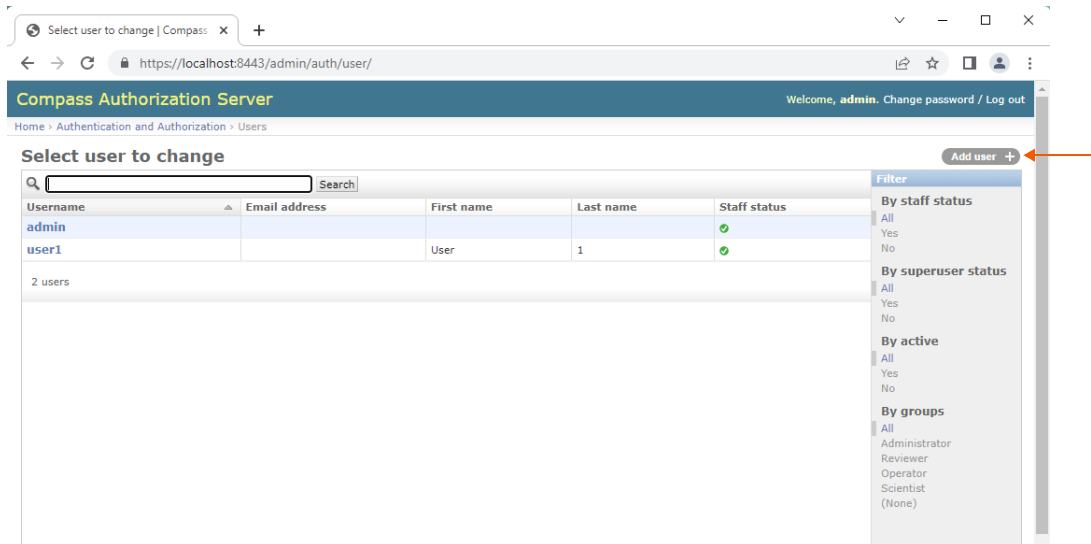 Select user to change | Compass
https://localhost:8443/admin/auth/user/
Compass Authorization Server
Welcome, admin. Change password / Log out
Home › Authentication and Authorization › Users
Select user to change
Add user +
Search
Filter
Username Email address First name Last name Staff status
admin
user1 User 1
2 users
By staff status
All
Yes
No
By superuser status
All
Yes
No
By active
All
Yes
No
By groups
All
Administrator
Reviewer
Operator
Scientist
(None)